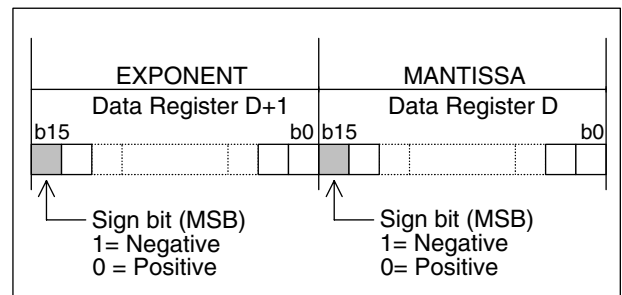 EXPONENT MANTISSA
Data Register D+1 Data Register D
b15 b0 b15 b0
Sign bit (MSB) Sign bit (MSB)
1= Negative 1= Negative
0 = Positive 0= Positive